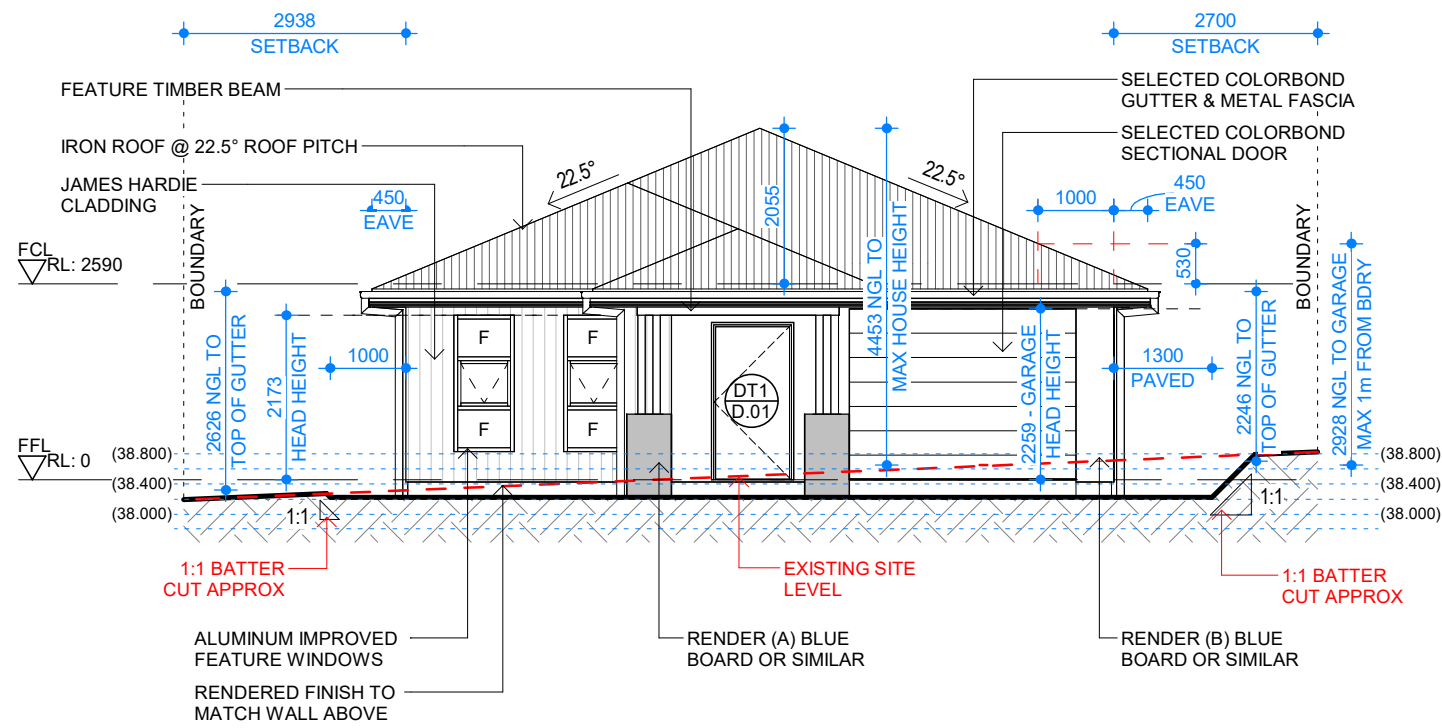 2938
SETBACK
2700
SETBACK
FEATURE TIMBER BEAM
IRON ROOF @ 22.5° ROOF PITCH
JAMES HARDIE
CLADDING
450
EAVE
22.5°
2055
4453 NGL TO
MAX HOUSE HEIGHT
22.5°
SELECTED COLORBOND
GUTTER & METAL FASCIA
SELECTED COLORBOND
SECTIONAL DOOR
1000
450
EAVE
530
BOUNDARY
BOUNDARY
FCL
RL: 2590
2626 NGL TO
TOP OF GUTTER
2173
HEAD HEIGHT
1000
F
F
F
F
DT1
D.01
2259 - GARAGE
HEAD HEIGHT
1300
PAVED
2246 NGL TO
TOP OF GUTTER
2928 NGL TO GARAGE
MAX 1m FROM BDRY
FFL
RL: 0
(38.800)
(38.400)
(38.000)
(38.800)
(38.400)
(38.000)
1:1
1:1
1:1 BATTER
CUT APPROX
EXISTING SITE
LEVEL
1:1 BATTER
CUT APPROX
ALUMINUM IMPROVED
FEATURE WINDOWS
RENDER (A) BLUE
BOARD OR SIMILAR
RENDER (B) BLUE
BOARD OR SIMILAR
RENDERED FINISH TO
MATCH WALL ABOVE